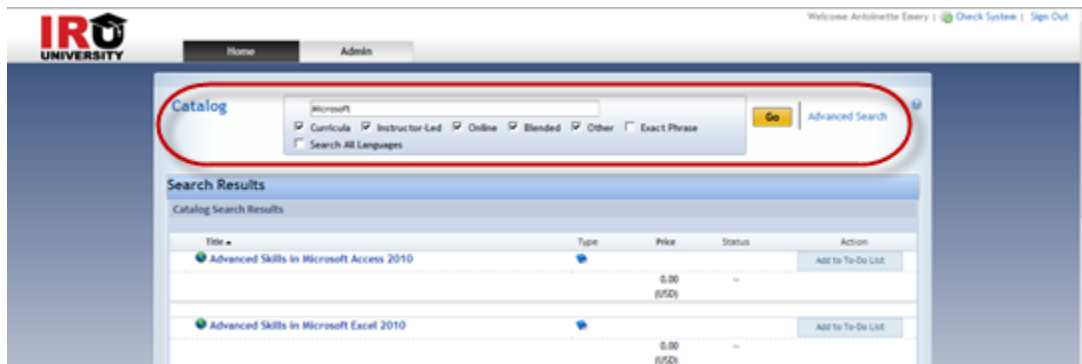 Welcome Antoinette Emery | Check System | Sign Out
IRU
UNIVERSITY
Home Admin
Catalog
Microsoft
Go
Advanced Search
Curricula Instructor-Led Online Blended Other Exact Phrase
Search All Languages
Search Results
Catalog Search Results
Title Type Price Status Action
Advanced Skills in Microsoft Access 2010 Add to To-Do List
0.00 --
(USD)
Advanced Skills in Microsoft Excel 2010 Add to To-Do List
0.00 --
(USD)